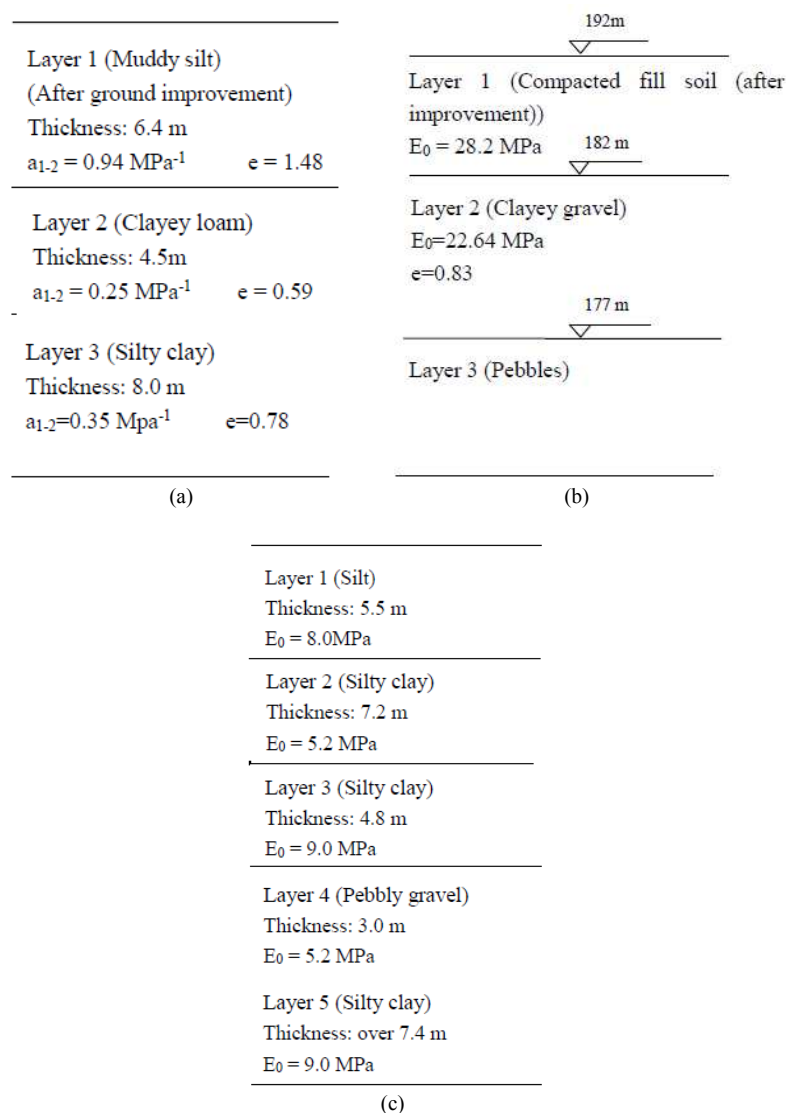 Layer 1 (Muddy silt)
(After ground improvement)
Thickness: 6.4 m
a₁₋₂ = 0.94 MPa⁻¹ e = 1.48
Layer 2 (Clayey loam)
Thickness: 4.5m
a₁₋₂ = 0.25 MPa⁻¹ e = 0.59
Layer 3 (Silty clay)
Thickness: 8.0 m
a₁₋₂=0.35 Mpa⁻¹ e=0.78
(a)
192m
Layer 1 (Compacted fill soil (after
improvement))
E₀ = 28.2 MPa
182 m
Layer 2 (Clayey gravel)
E₀=22.64 MPa
e=0.83
177 m
Layer 3 (Pebbles)
(b)
Layer 1 (Silt)
Thickness: 5.5 m
E₀ = 8.0MPa
Layer 2 (Silty clay)
Thickness: 7.2 m
E₀ = 5.2 MPa
Layer 3 (Silty clay)
Thickness: 4.8 m
E₀ = 9.0 MPa
Layer 4 (Pebbly gravel)
Thickness: 3.0 m
E₀ = 5.2 MPa
Layer 5 (Silty clay)
Thickness: over 7.4 m
E₀ = 9.0 MPa
(c)